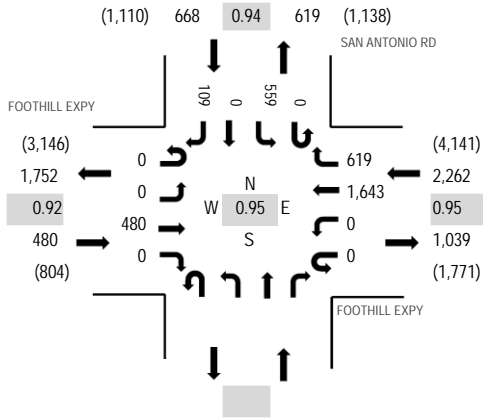 (1,110) 668 0.94 619 (1,138)
SAN ANTONIO RD
109 0 559 0
FOOTHILL EXPY
(3,146) (4,141)
0 619
1,752 2,262
0 N 1,643
0.92 W 0.95 E 0.95
480 S 0
480 1,039
0 0
(804) (1,771)
FOOTHILL EXPY